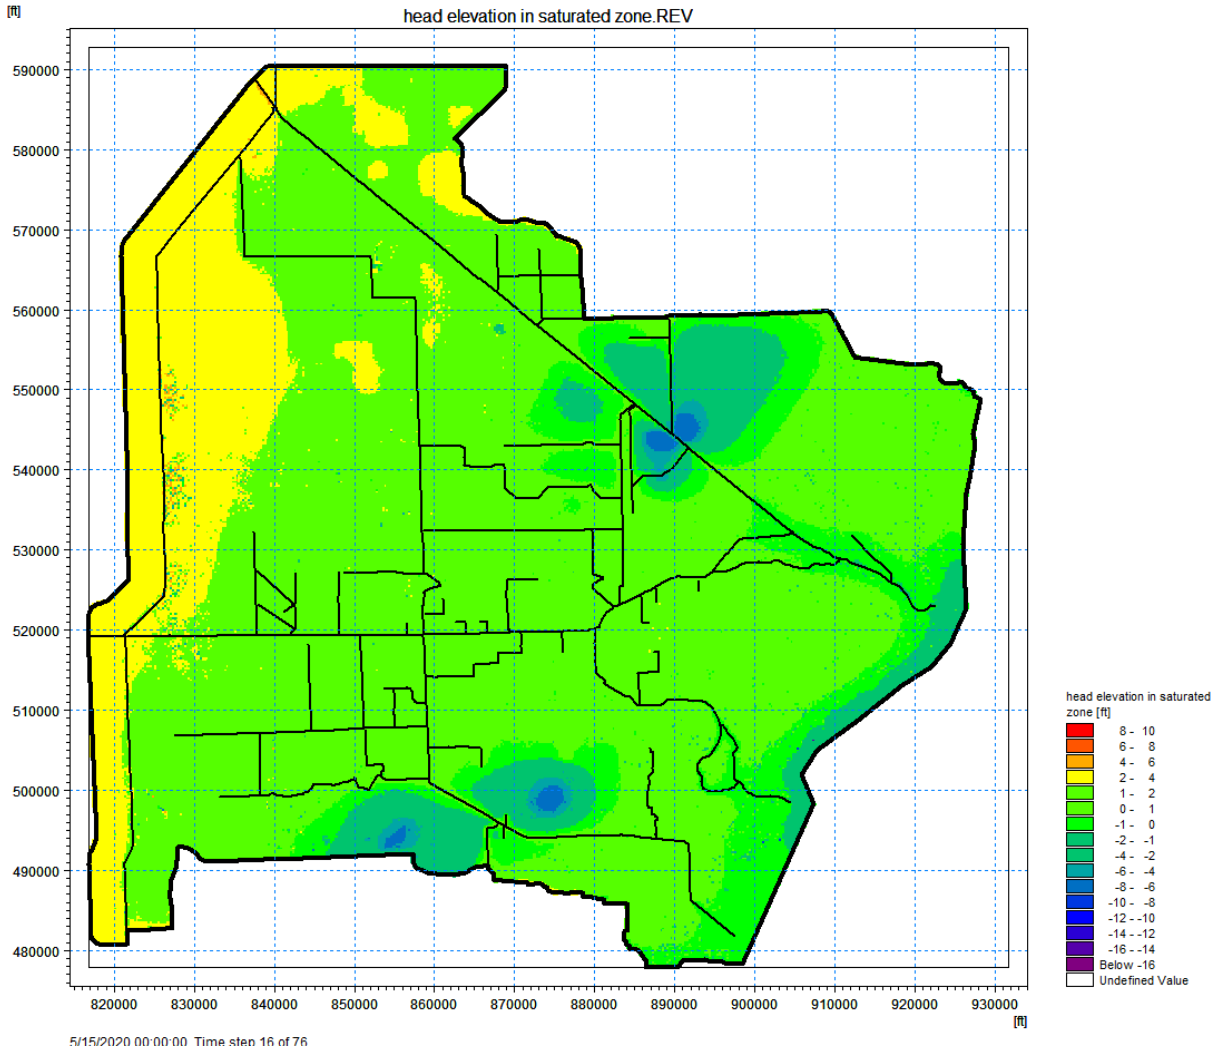 [ft]
head elevation in saturated zone.REV
590000
580000
570000
560000
550000
540000
530000
520000
510000
500000
490000
480000
820000 830000 840000 850000 860000 870000 880000 890000 900000 910000 920000 930000
[ft]
head elevation in saturated
zone [ft]
8 - 10
6 - 8
4 - 6
2 - 4
1 - 2
0 - 1
-1 - 0
-2 - -1
-4 - -2
-6 - -4
-8 - -6
-10 - -8
-12 - -10
-14 - -12
-16 - -14
Below -16
Undefined Value
5/15/2020 00:00:00 Time step 16 of 76